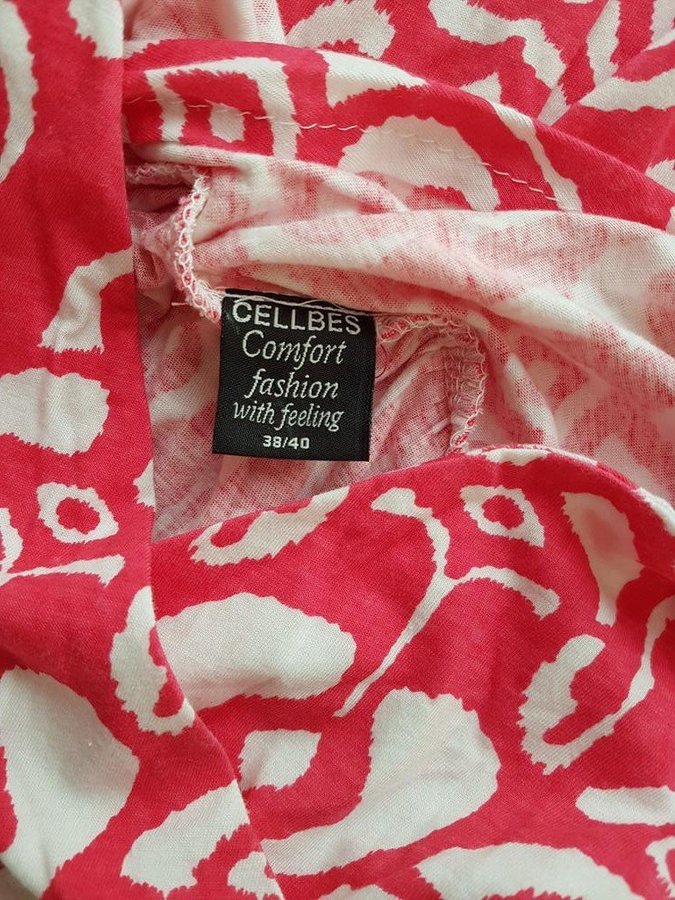 CELLBES
Comfort
fashion
with feeling
38/40